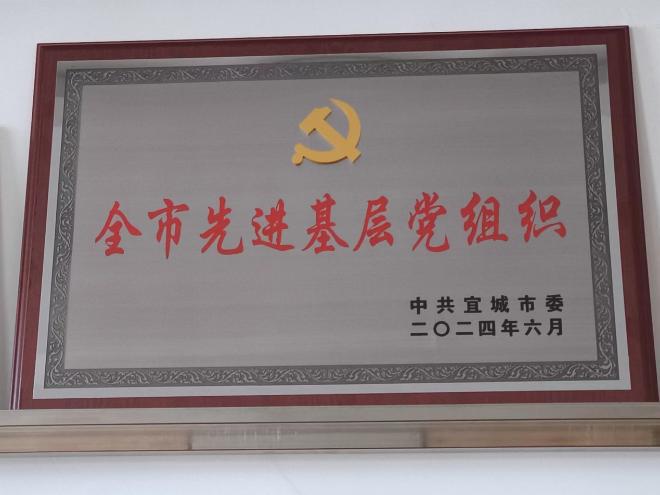 全市先进基层党组织
中共宜城市委
二〇二四年六月